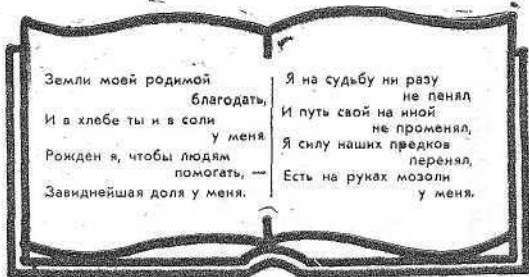 Земли моей родимой
благодать,
И в хлебе ты и в соли
у меня.
Рожден я, чтобы людям
помогать, —
Завиднейшая доля у меня.
Я на судьбу ни разу
не пенял,
И путь свой на иной
не променял,
Я силу наших предков
перенял,
Есть на руках мозоли
у меня.